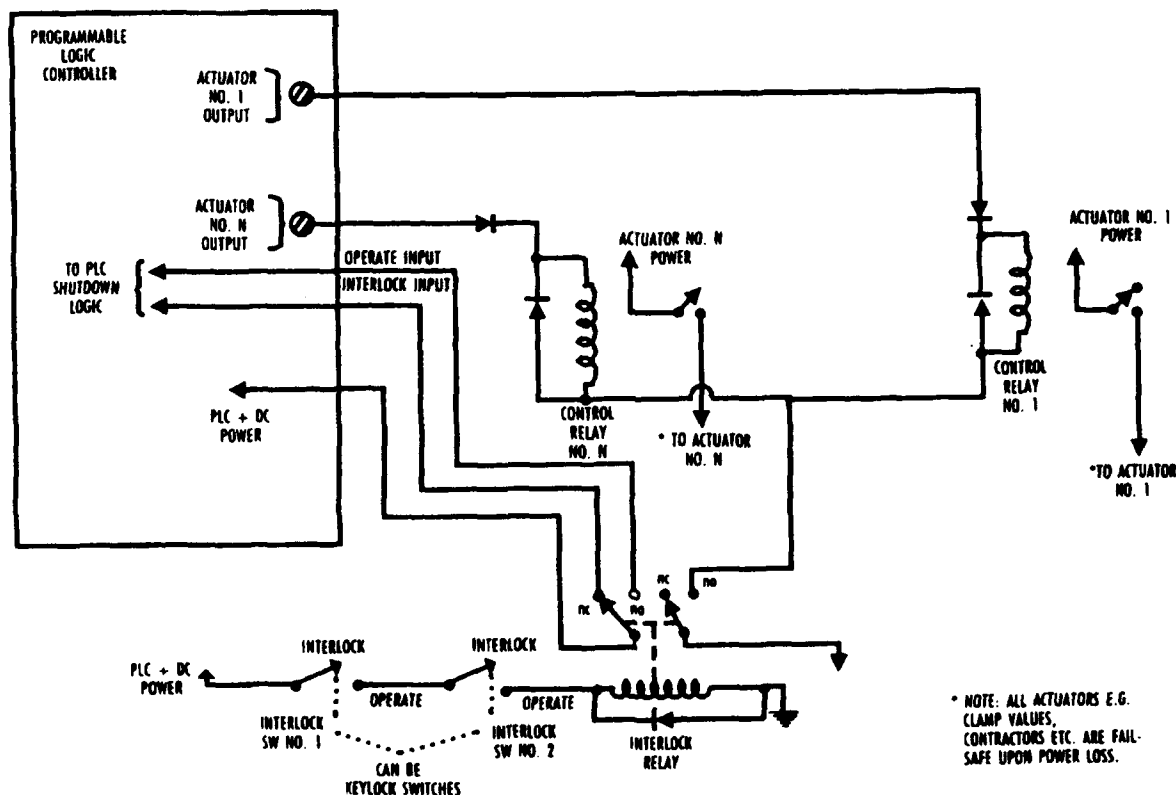 PROGRAMMABLE
LOGIC
CONTROLLER
ACTUATOR
NO. 1
OUTPUT
ACTUATOR
NO. N
OUTPUT
TO PLC
SHUTDOWN
LOGIC
OPERATE INPUT
INTERLOCK INPUT
PLC + DC
POWER
ACTUATOR NO. N
POWER
ACTUATOR NO. 1
POWER
CONTROL
RELAY
NO. N
* TO ACTUATOR
NO. N
CONTROL
RELAY
NO. 1
*TO ACTUATOR
NO. 1
nc
no
nc
no
PLC + DC
POWER
INTERLOCK
OPERATE
INTERLOCK
OPERATE
INTERLOCK
SW NO. 1
INTERLOCK
SW NO. 2
CAN BE
KEYLOCK SWITCHES
INTERLOCK
RELAY
* NOTE: ALL ACTUATORS E.G.
CLAMP VALUES,
CONTRACTORS ETC. ARE FAIL-
SAFE UPON POWER LOSS.